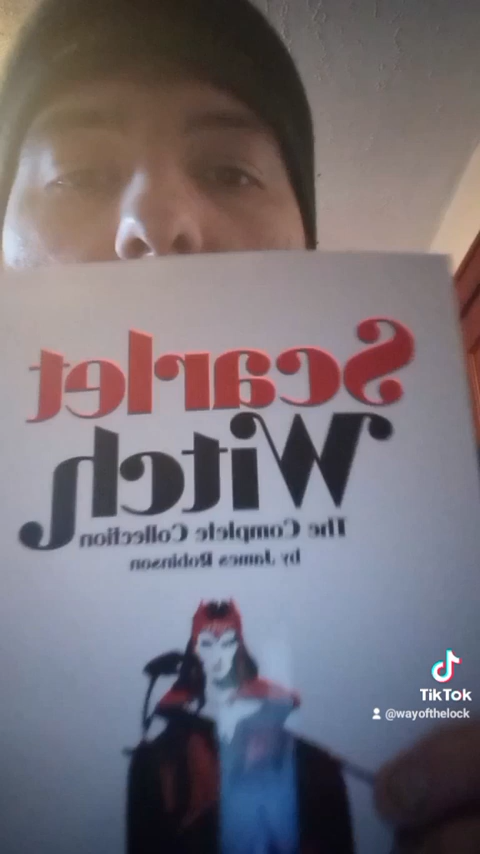 Scarlet
Witch
The Complete Collection
by James Robinson
TikTok
@wayofthelock